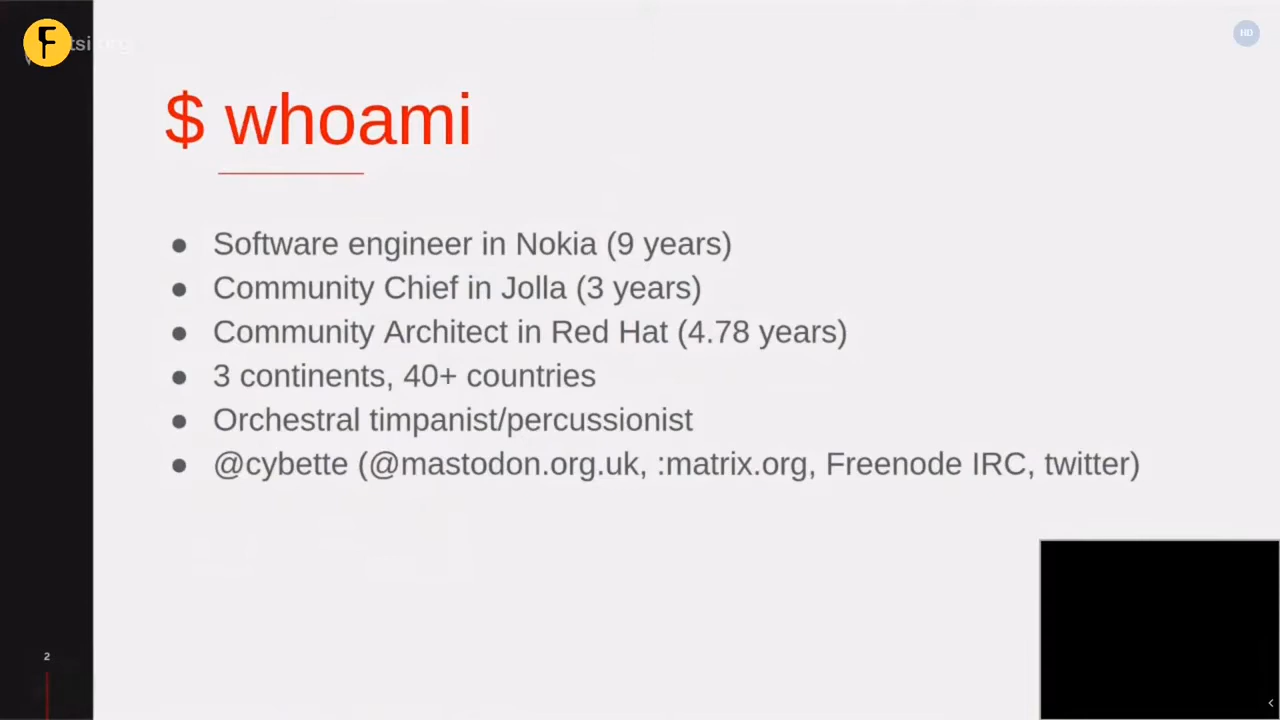 HD
$ whoami
● Software engineer in Nokia (9 years)
● Community Chief in Jolla (3 years)
● Community Architect in Red Hat (4.78 years)
● 3 continents, 40+ countries
● Orchestral timpanist/percussionist
● @cybette (@mastodon.org.uk, :matrix.org, Freenode IRC, twitter)
2